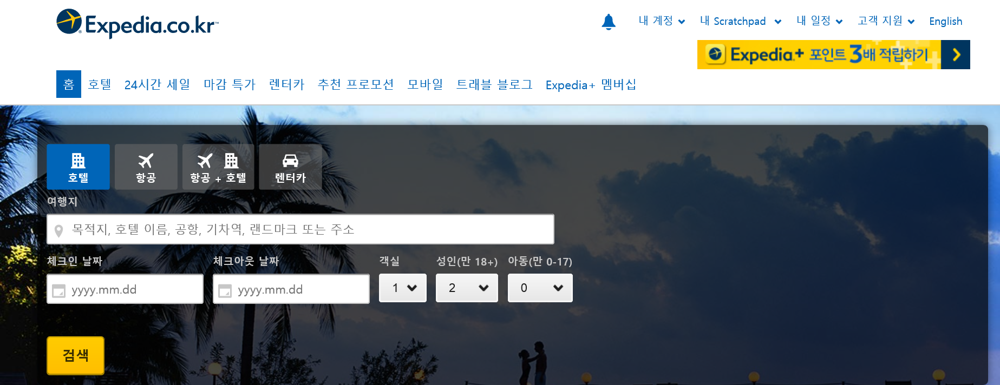 Expedia.co.kr™
내 계정 내 Scratchpad 내 일정 고객 지원 English
Expedia+ 포인트 3배 적립하기
홈 호텔 24시간 세일 마감 특가 렌터카 추천 프로모션 모바일 트래블 블로그 Expedia+ 멤버십
호텔 항공 항공 + 호텔 렌터카
여행지
목적지, 호텔 이름, 공항, 기차역, 랜드마크 또는 주소
체크인 날짜 체크아웃 날짜 객실 성인(만 18+) 아동(만 0-17)
yyyy.mm.dd yyyy.mm.dd 1 2 0
검색